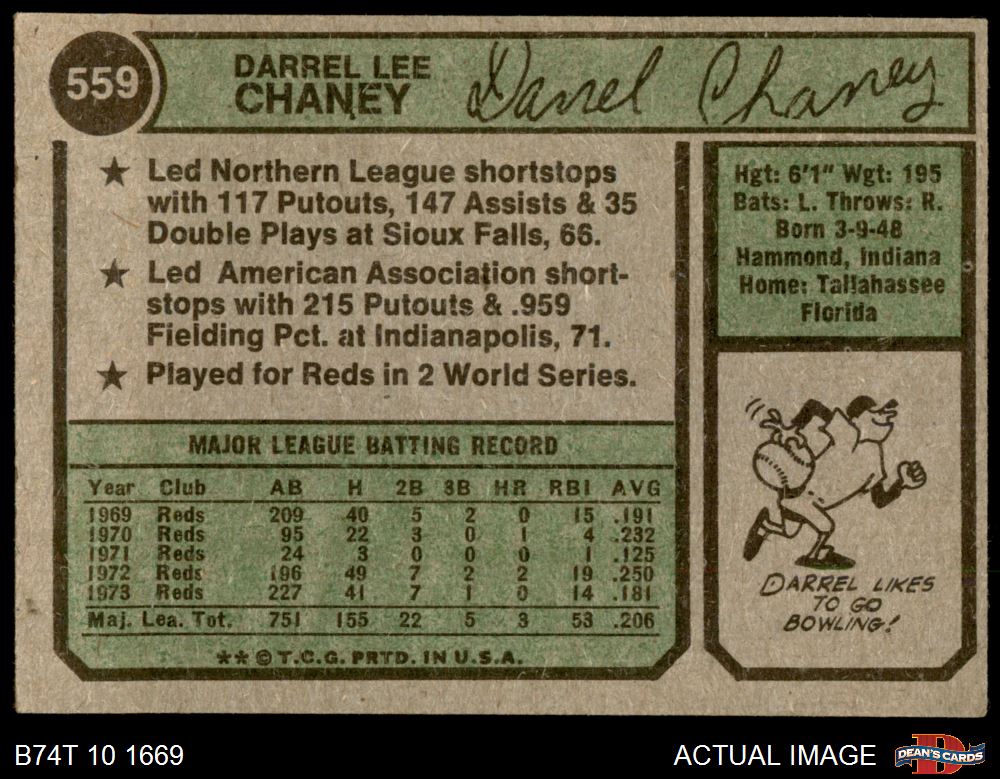 559
DARREL LEE
CHANEY
Darrel Chaney
★ Led Northern League shortstops
with 117 Putouts, 147 Assists & 35
Double Plays at Sioux Falls, 66.
★ Led American Association short-
stops with 215 Putouts & .959
Fielding Pct. at Indianapolis, 71.
★ Played for Reds in 2 World Series.
Hgt: 6'1" Wgt: 195
Bats: L. Throws: R.
Born 3-9-48
Hammond, Indiana
Home: Tallahassee
Florida
MAJOR LEAGUE BATTING RECORD
Year Club AB H 2B 3B HR RBI AVG
1969 Reds 209 40 5 2 0 15 .191
1970 Reds 95 22 3 0 1 4 .232
1971 Reds 24 3 0 0 0 1 .125
1972 Reds 196 49 7 2 2 19 .250
1973 Reds 227 41 7 1 0 14 .181
Maj. Lea. Tot. 751 155 22 5 3 53 .206
** © T.C.G. PRTD. IN U.S.A.
DARREL LIKES
TO GO
BOWLING!
B74T 10 1669
ACTUAL IMAGE
DEAN'S CARDS